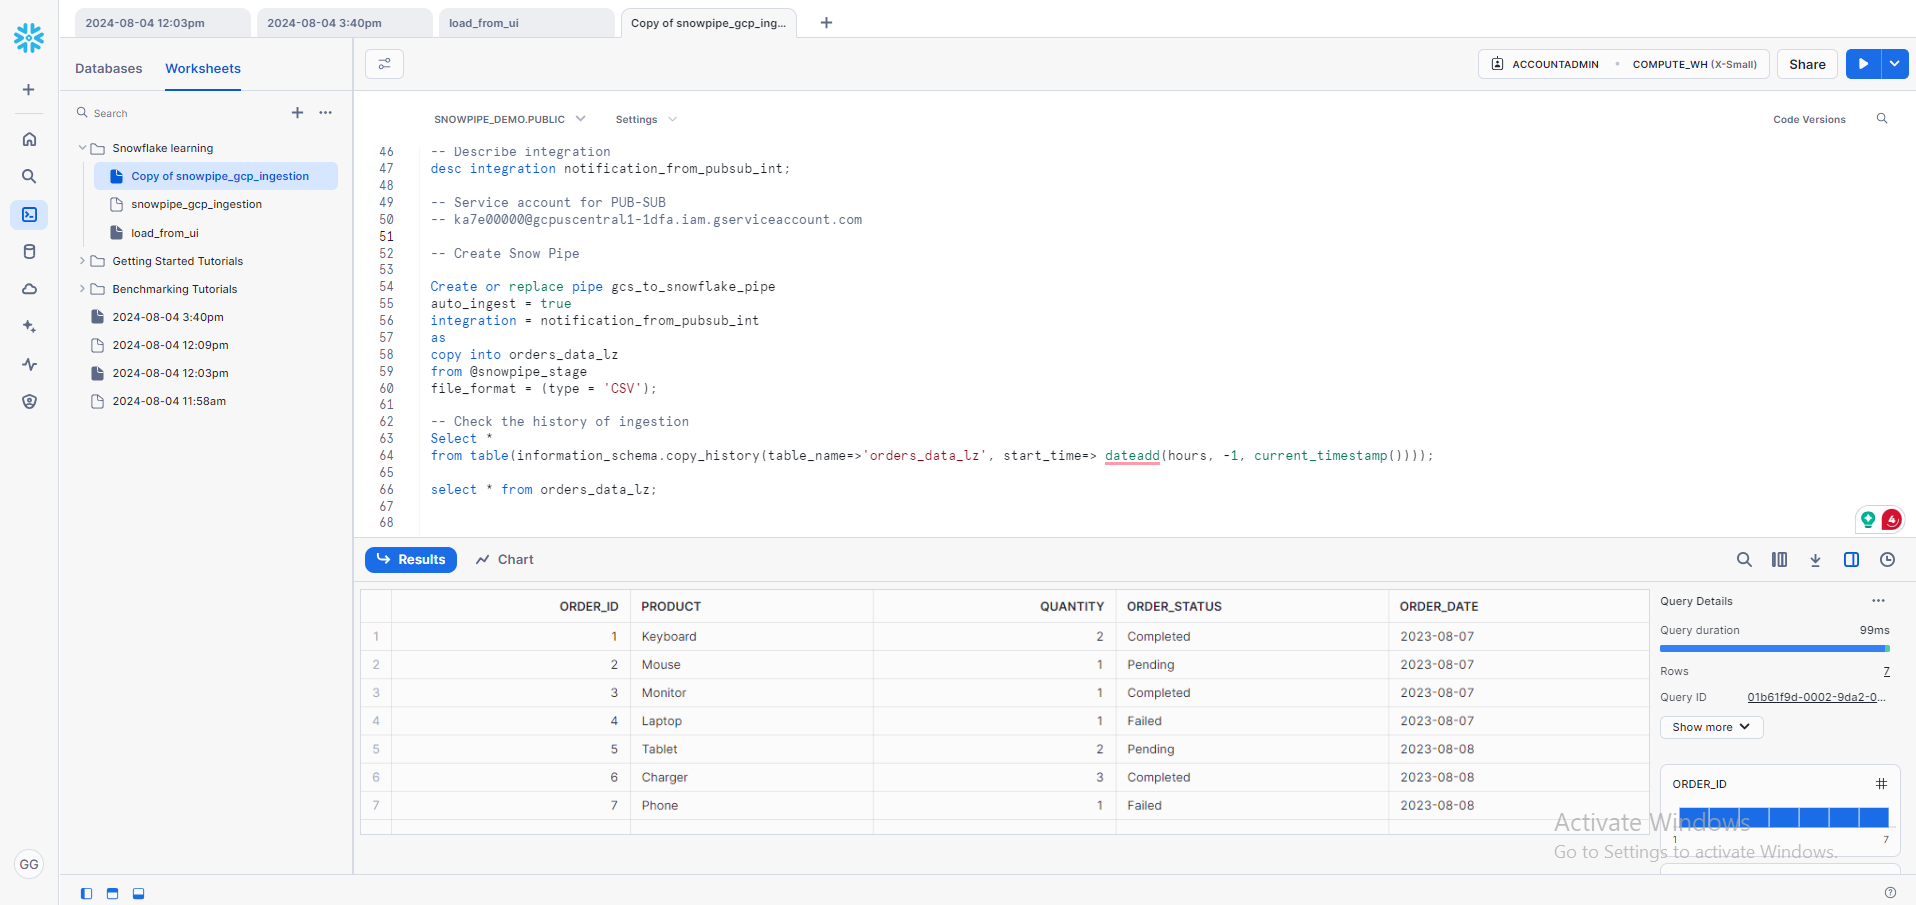 2024-08-04 12:03pm
2024-08-04 3:40pm
load_from_ui
Copy of snowpipe_gcp_ing...
Databases
Worksheets
ACCOUNTADMIN
COMPUTE_WH (X-Small)
Share
Search
SNOWPIPE_DEMO.PUBLIC
Settings
Code Versions
Snowflake learning
Copy of snowpipe_gcp_ingestion
snowpipe_gcp_ingestion
load_from_ui
Getting Started Tutorials
Benchmarking Tutorials
2024-08-04 3:40pm
2024-08-04 12:09pm
2024-08-04 12:03pm
2024-08-04 11:58am
GG
46 -- Describe integration
47 desc integration notification_from_pubsub_int;
48
49 -- Service account for PUB-SUB
50 -- ka7e00000@gcpuscentral1-1dfa.iam.gserviceaccount.com
51
52 -- Create Snow Pipe
53
54 Create or replace pipe gcs_to_snowflake_pipe
55 auto_ingest = true
56 integration = notification_from_pubsub_int
57 as
58 copy into orders_data_lz
59 from @snowpipe_stage
60 file_format = (type = 'CSV');
61
62 -- Check the history of ingestion
63 Select *
64 from table(information_schema.copy_history(table_name=>'orders_data_lz', start_time=> dateadd(hours, -1, current_timestamp())));
65
66 select * from orders_data_lz;
67
68
4
Results
Chart
ORDER_ID PRODUCT QUANTITY ORDER_STATUS ORDER_DATE
1 1 Keyboard 2 Completed 2023-08-07
2 2 Mouse 1 Pending 2023-08-07
3 3 Monitor 1 Completed 2023-08-07
4 4 Laptop 1 Failed 2023-08-07
5 5 Tablet 2 Pending 2023-08-08
6 6 Charger 3 Completed 2023-08-08
7 7 Phone 1 Failed 2023-08-08
Query Details
Query duration 99ms
Rows 7
Query ID 01b61f9d-0002-9da2-0...
Show more
ORDER_ID
1 7
Activate Windows
Go to Settings to activate Windows.